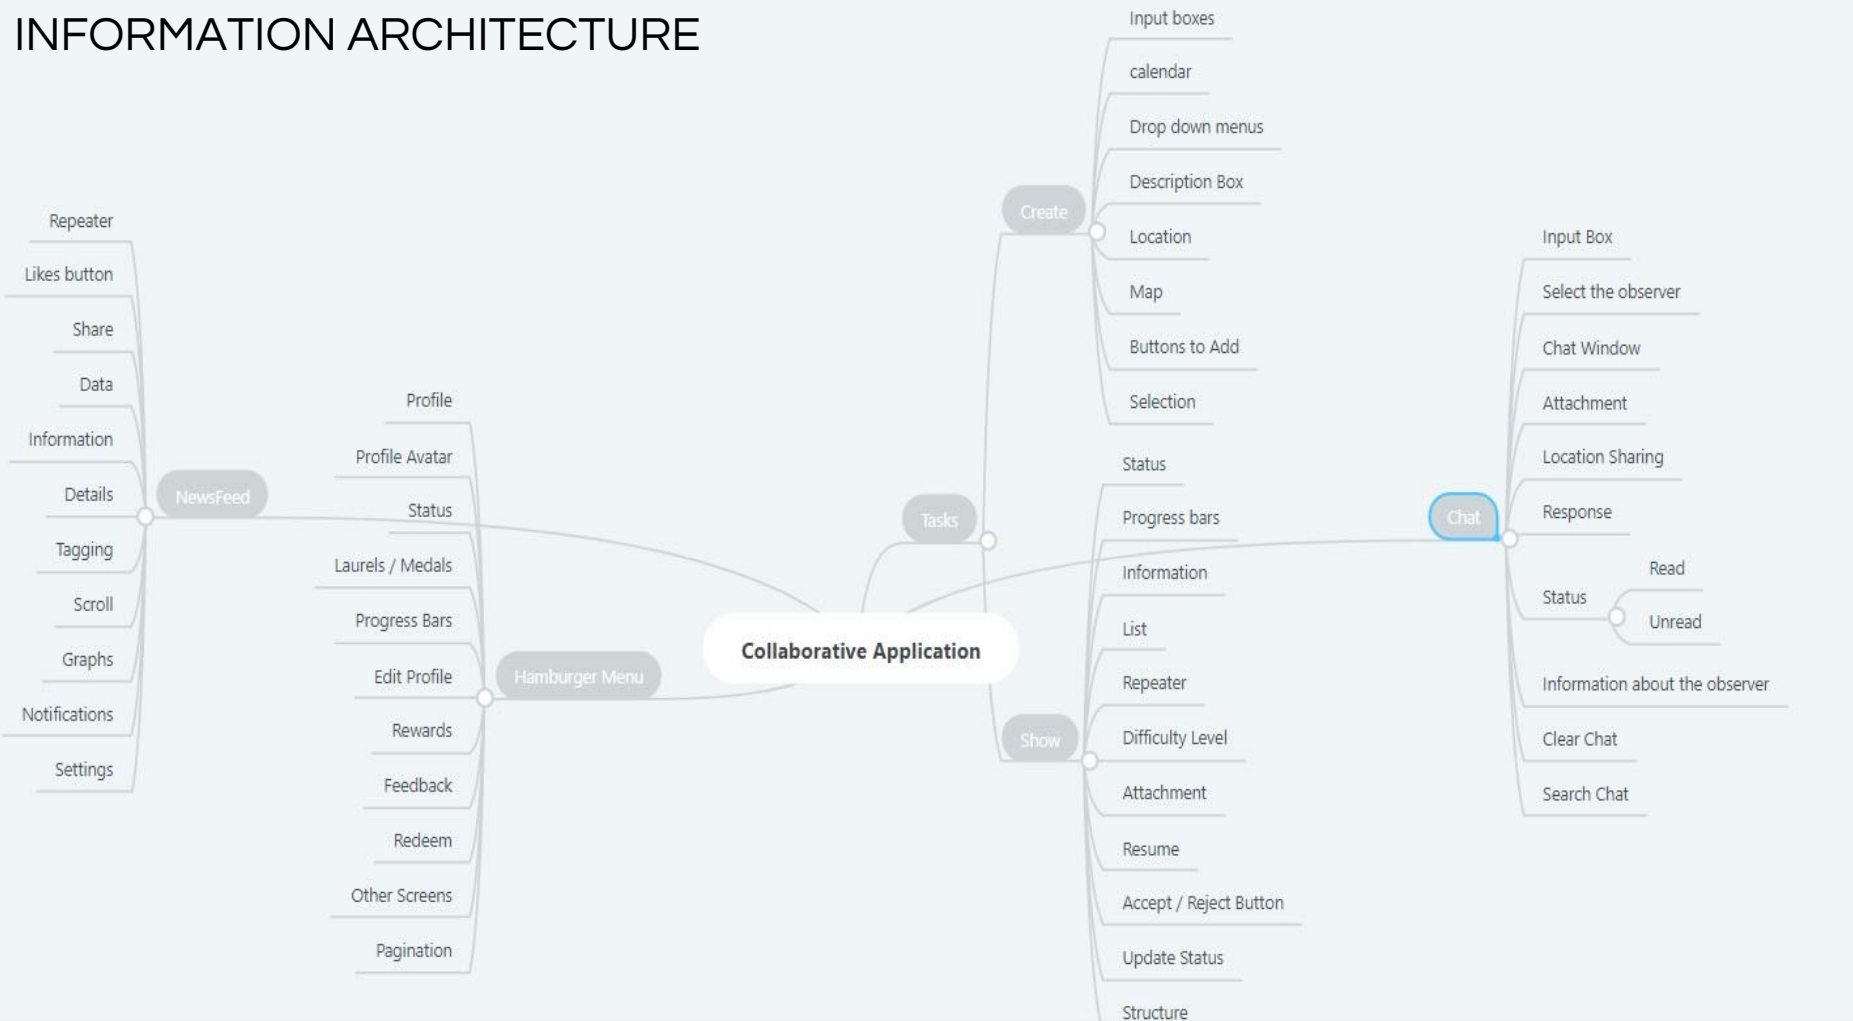 INFORMATION ARCHITECTURE
Collaborative Application
NewsFeed
Repeater
Likes button
Share
Data
Information
Details
Tagging
Scroll
Graphs
Notifications
Settings
Hamburger Menu
Profile
Profile Avatar
Status
Laurels / Medals
Progress Bars
Edit Profile
Rewards
Feedback
Redeem
Other Screens
Pagination
Tasks
Create
Input boxes
calendar
Drop down menus
Description Box
Location
Map
Buttons to Add
Selection
Show
Status
Progress bars
Information
List
Repeater
Difficulty Level
Attachment
Resume
Accept / Reject Button
Update Status
Structure
Chat
Input Box
Select the observer
Chat Window
Attachment
Location Sharing
Response
Status
Read
Unread
Information about the observer
Clear Chat
Search Chat